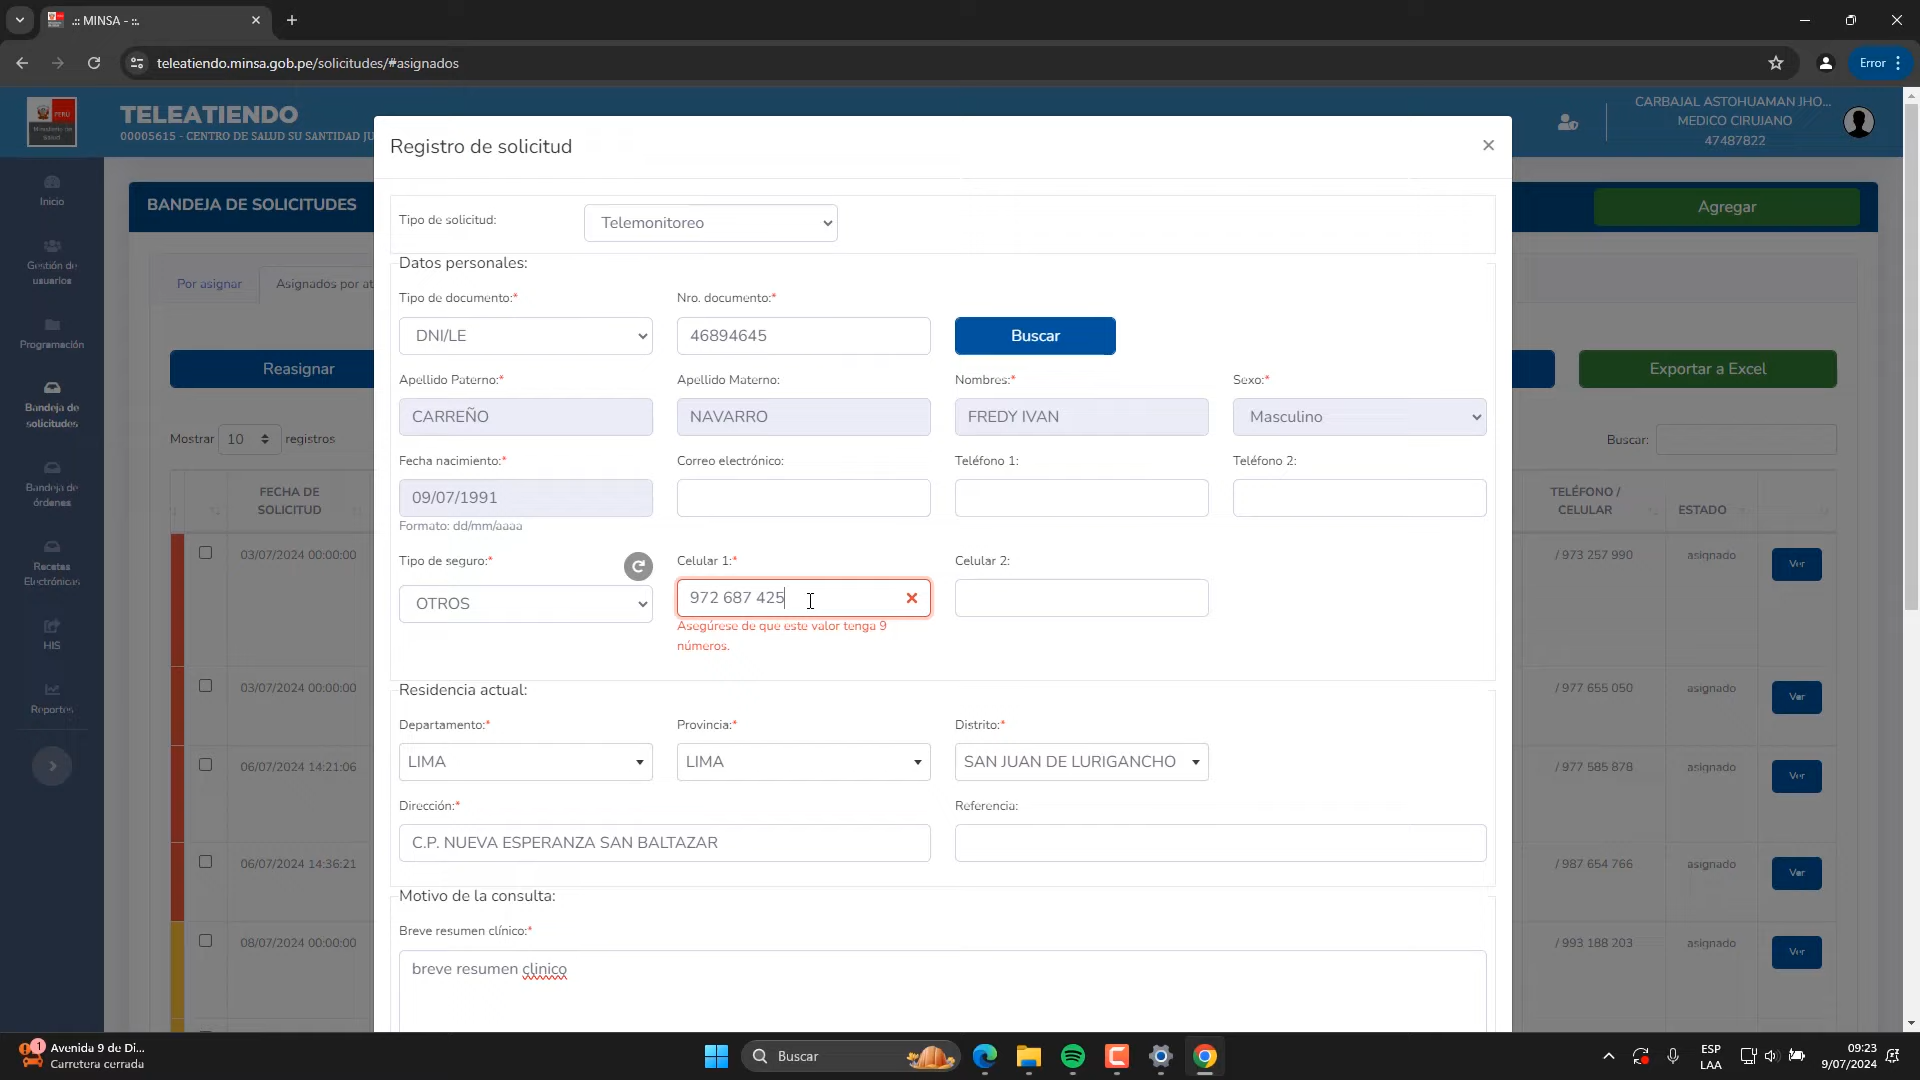 .:: MINSA - ::.
teleatiendo.minsa.gob.pe/solicitudes/#asignados
Error
PERÚ
Ministerio de Salud
TELEATIENDO
00005615 - CENTRO DE SALUD SU SANTIDAD JU
CARBAJAL ASTOHUAMAN JHO...
MEDICO CIRUJANO
47487822
Inicio
Gestión de
usuarios
Programación
Bandeja de
solicitudes
Bandeja de
órdenes
Recetas
Electrónicas
HIS
Reportes
BANDEJA DE SOLICITUDES
Agregar
Por asignar
Asignados por at
Reasignar
Exportar a Excel
Mostrar 10 registros
Buscar:
FECHA DE
SOLICITUD
TELÉFONO /
CELULAR
ESTADO
03/07/2024 00:00:00
/ 973 257 990
asignado
Ver
03/07/2024 00:00:00
/ 977 655 050
asignado
Ver
06/07/2024 14:21:06
/ 977 585 878
asignado
Ver
06/07/2024 14:36:21
/ 987 654 766
asignado
Ver
08/07/2024 00:00:00
/ 993 188 203
asignado
Ver
Registro de solicitud
×
Tipo de solicitud:
Telemonitoreo
Datos personales:
Tipo de documento:*
Nro. documento:*
DNI/LE
46894645
Buscar
Apellido Paterno:*
Apellido Materno:
Nombres:*
Sexo:*
CARREÑO
NAVARRO
FREDY IVAN
Masculino
Fecha nacimiento:*
Correo electrónico:
Teléfono 1:
Teléfono 2:
09/07/1991
Formato: dd/mm/aaaa
Tipo de seguro:*
Celular 1:*
Celular 2:
OTROS
972 687 425
Asegúrese de que este valor tenga 9
números.
Residencia actual:
Departamento:*
Provincia:*
Distrito:*
LIMA
LIMA
SAN JUAN DE LURIGANCHO
Dirección:*
Referencia:
C.P. NUEVA ESPERANZA SAN BALTAZAR
Motivo de la consulta:
Breve resumen clínico:*
breve resumen clinico
1
Avenida 9 de Di...
Carretera cerrada
Buscar
ESP
LAA
09:23
9/07/2024